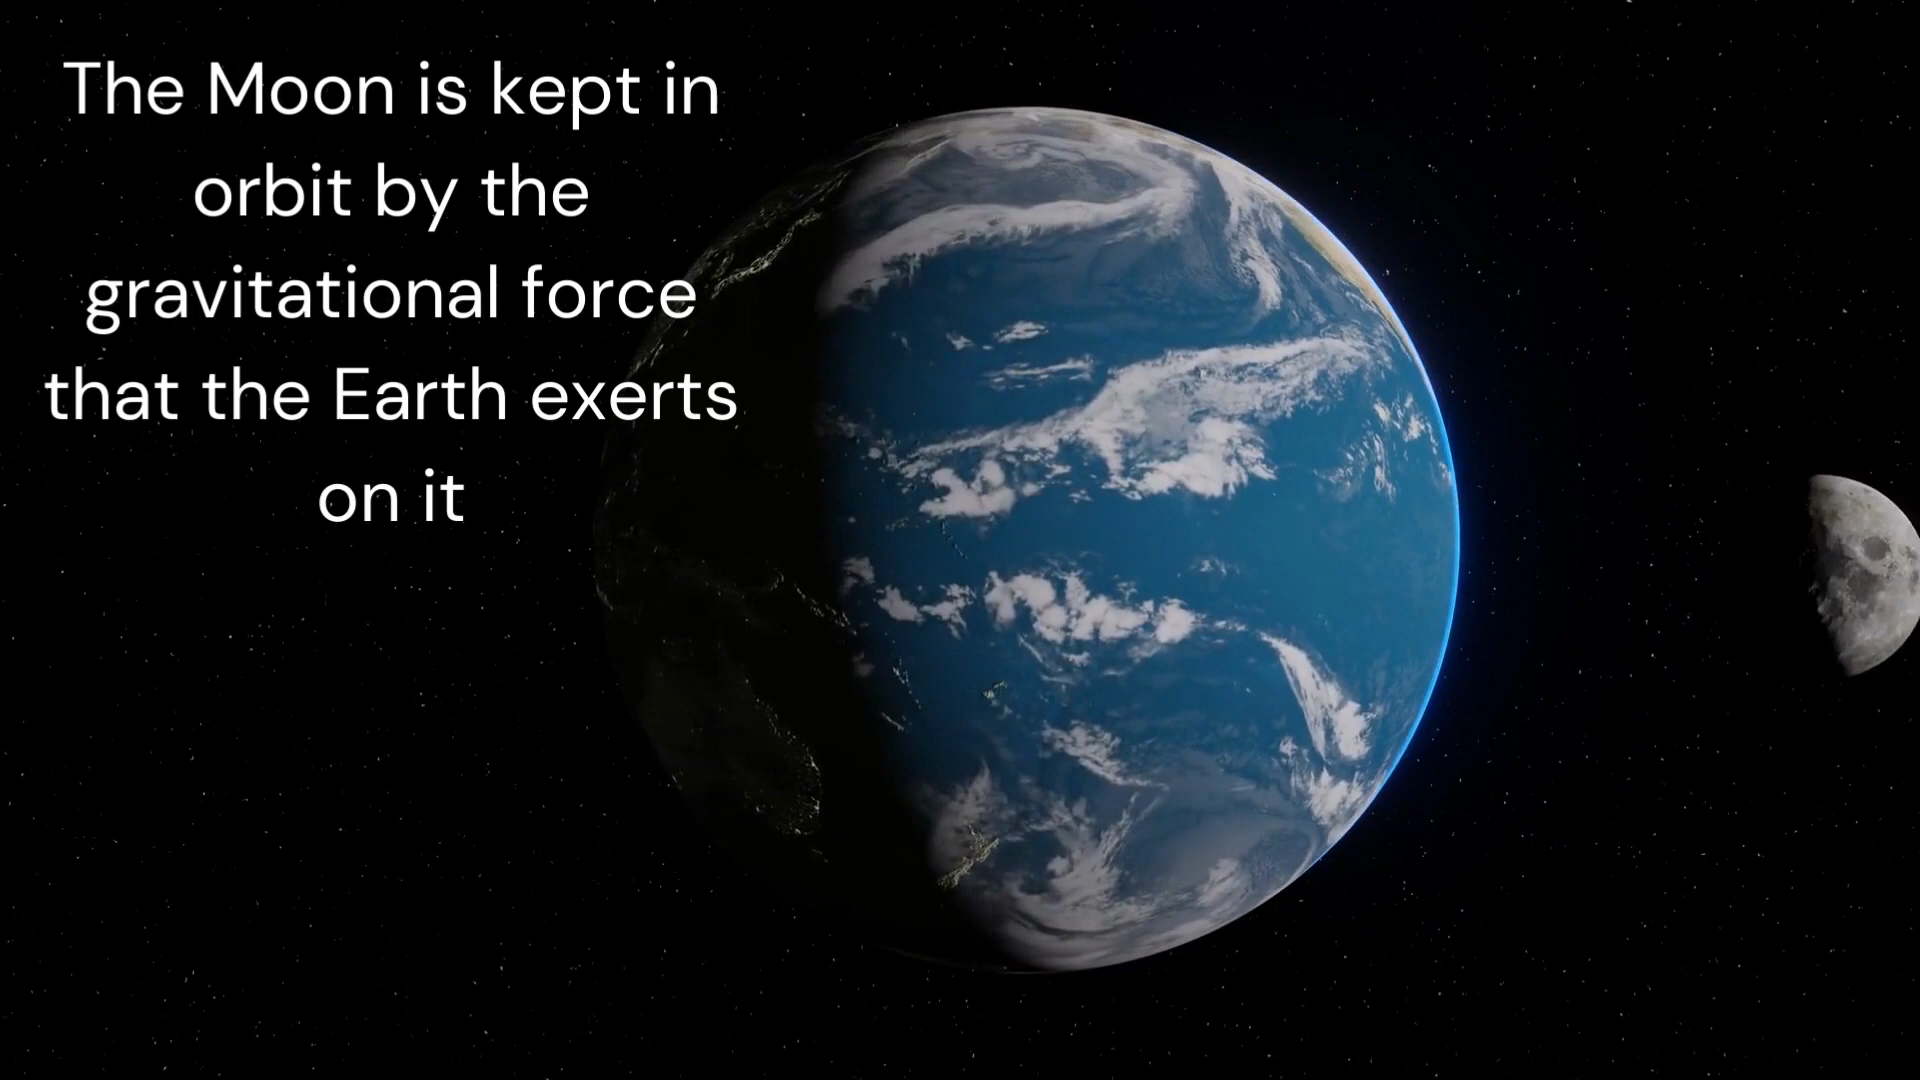 The Moon is kept in
orbit by the
gravitational force
that the Earth exerts
on it